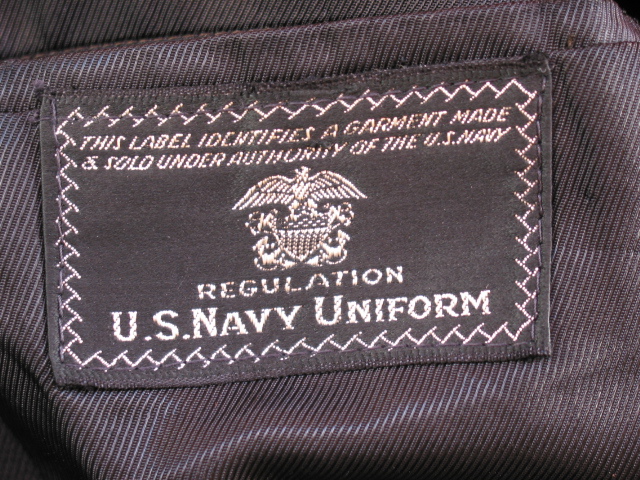 THIS LABEL IDENTIFIES A GARMENT MADE
& SOLD UNDER AUTHORITY OF THE U.S. NAVY
REGULATION
U.S. NAVY UNIFORM